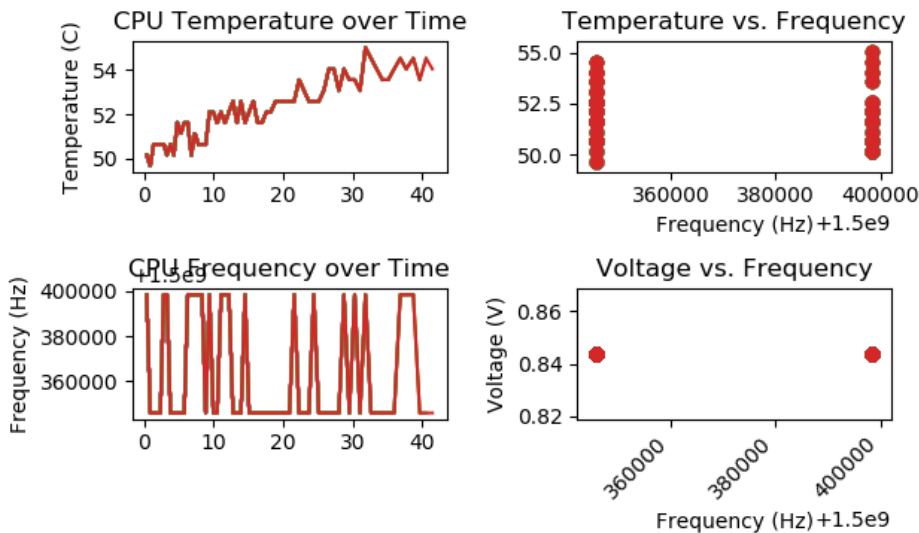 CPU Temperature over Time
Temperature (C)
54
52
50
0 10 20 30 40
Temperature vs. Frequency
55.0
52.5
50.0
360000 380000 400000
Frequency (Hz) +1.5e9
CPU Frequency over Time
+1.5e9
Frequency (Hz)
400000
380000
360000
0 10 20 30 40
Voltage vs. Frequency
Voltage (V)
0.86
0.84
0.82
360000 380000 400000
Frequency (Hz) +1.5e9